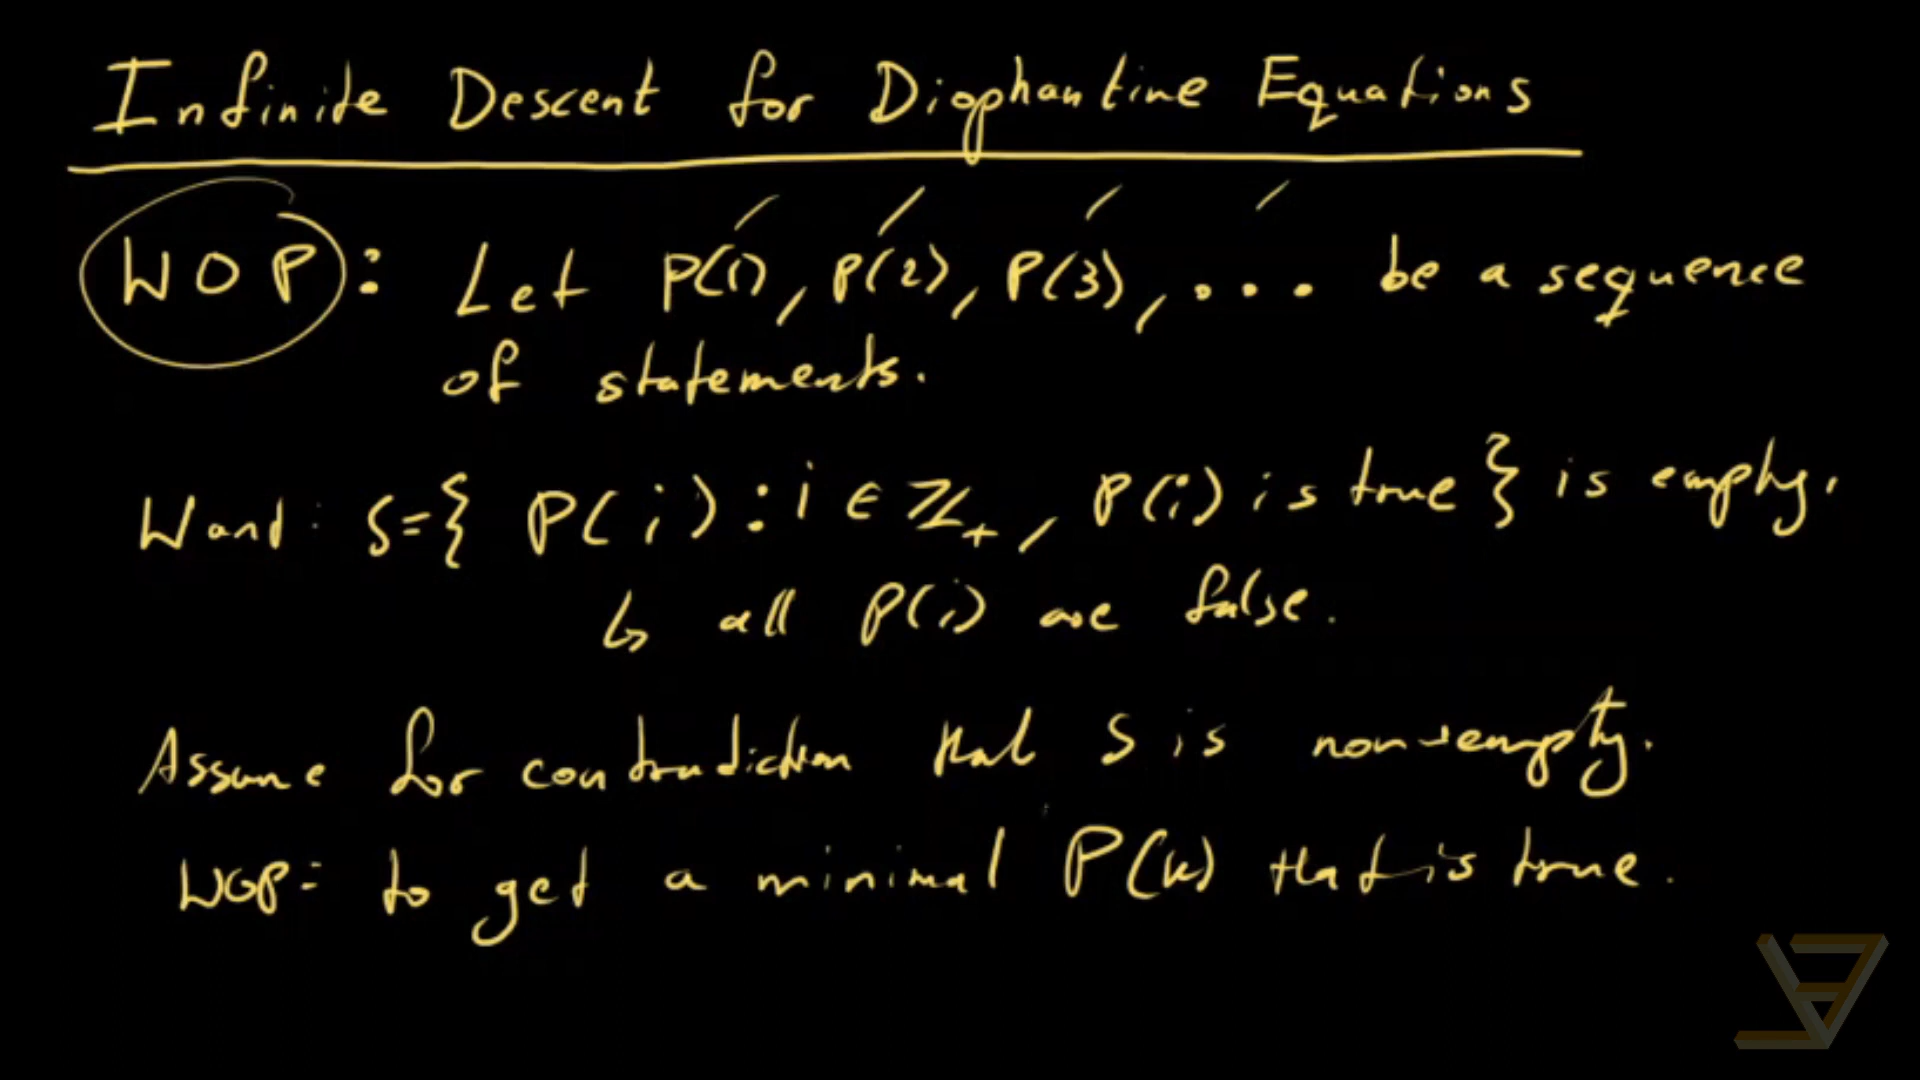 Infinite Descent for Diophantine Equations
WOP: Let P(1), P(2), P(3), ... be a sequence
of statements.
Want: S={ P(i) : i ∈ ℤ₊, P(i) is true } is empty.
↳ all P(i) are false.
Assume for contradiction that S is non-empty.
WOP: to get a minimal P(k) that is true.